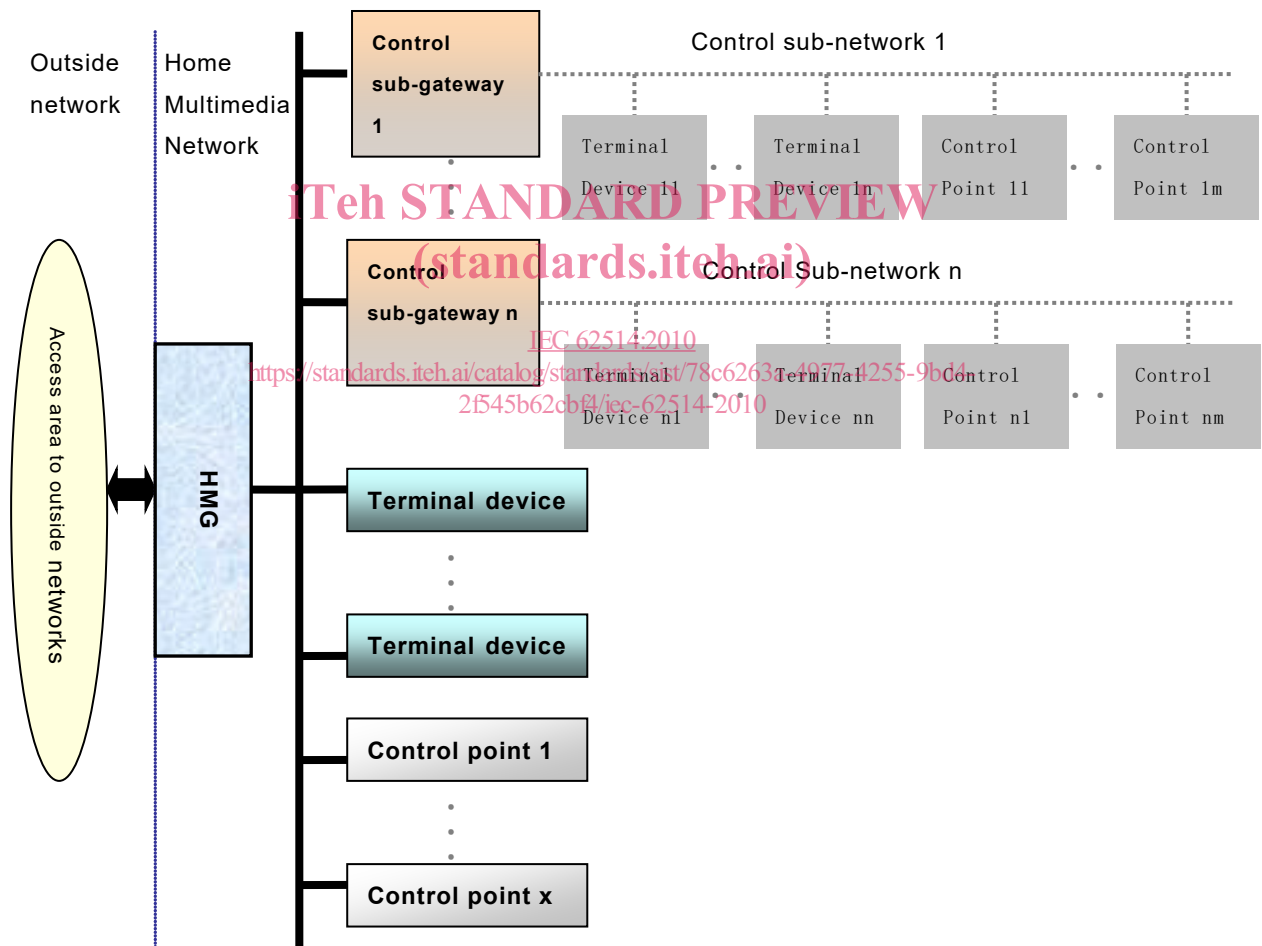 Outside
network
Home
Multimedia
Network
Control
sub-gateway
1
Control sub-network 1
Terminal
Device 11
Terminal
Device 1n
Control
Point 11
Control
Point 1m
iTeh STANDARD PREVIEW
(standards.iteh.ai)
Control
sub-gateway n
Control Sub-network n
IEC 62514:2010
https://standards.iteh.ai/catalog/standards/sist/78c6263a-4977-4255-9bd4-
2f545b62cbf4/iec-62514-2010
Terminal
Device n1
Terminal
Device nn
Control
Point n1
Control
Point nm
Access area to outside networks
HMG
Terminal device
Terminal device
Control point 1
Control point x